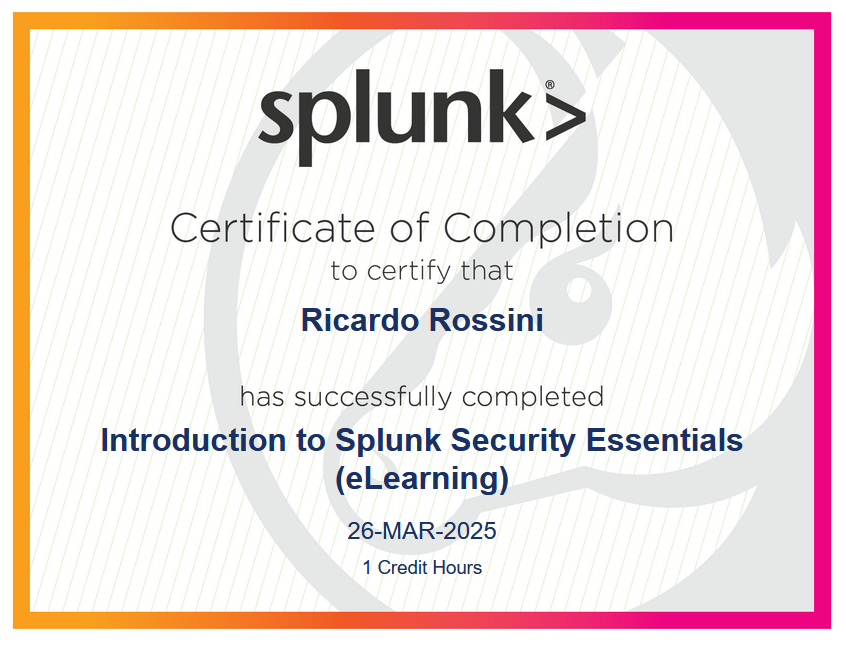 splunk>®
Certificate of Completion
to certify that
Ricardo Rossini
has successfully completed
Introduction to Splunk Security Essentials
(eLearning)
26-MAR-2025
1 Credit Hours